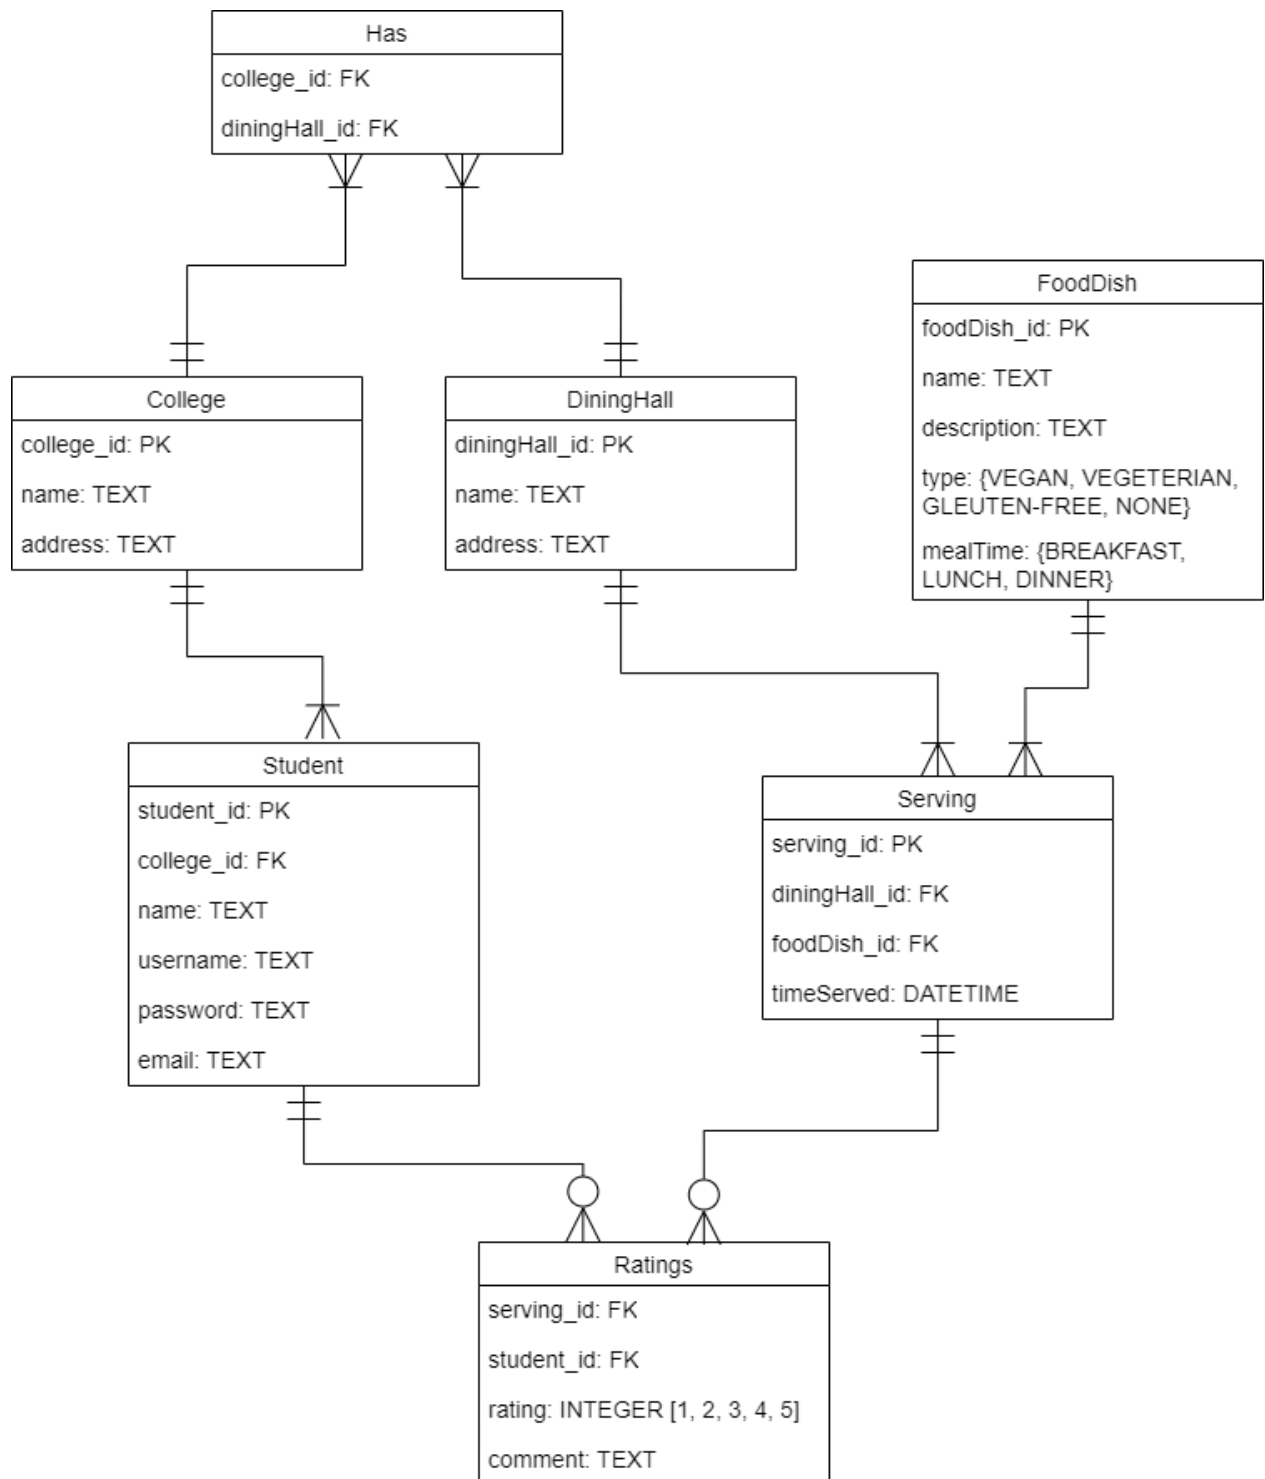 Has
college_id: FK
diningHall_id: FK
College
college_id: PK
name: TEXT
address: TEXT
DiningHall
diningHall_id: PK
name: TEXT
address: TEXT
FoodDish
foodDish_id: PK
name: TEXT
description: TEXT
type: {VEGAN, VEGETERIAN,
GLEUTEN-FREE, NONE}
mealTime: {BREAKFAST,
LUNCH, DINNER}
Student
student_id: PK
college_id: FK
name: TEXT
username: TEXT
password: TEXT
email: TEXT
Serving
serving_id: PK
diningHall_id: FK
foodDish_id: FK
timeServed: DATETIME
Ratings
serving_id: FK
student_id: FK
rating: INTEGER [1, 2, 3, 4, 5]
comment: TEXT